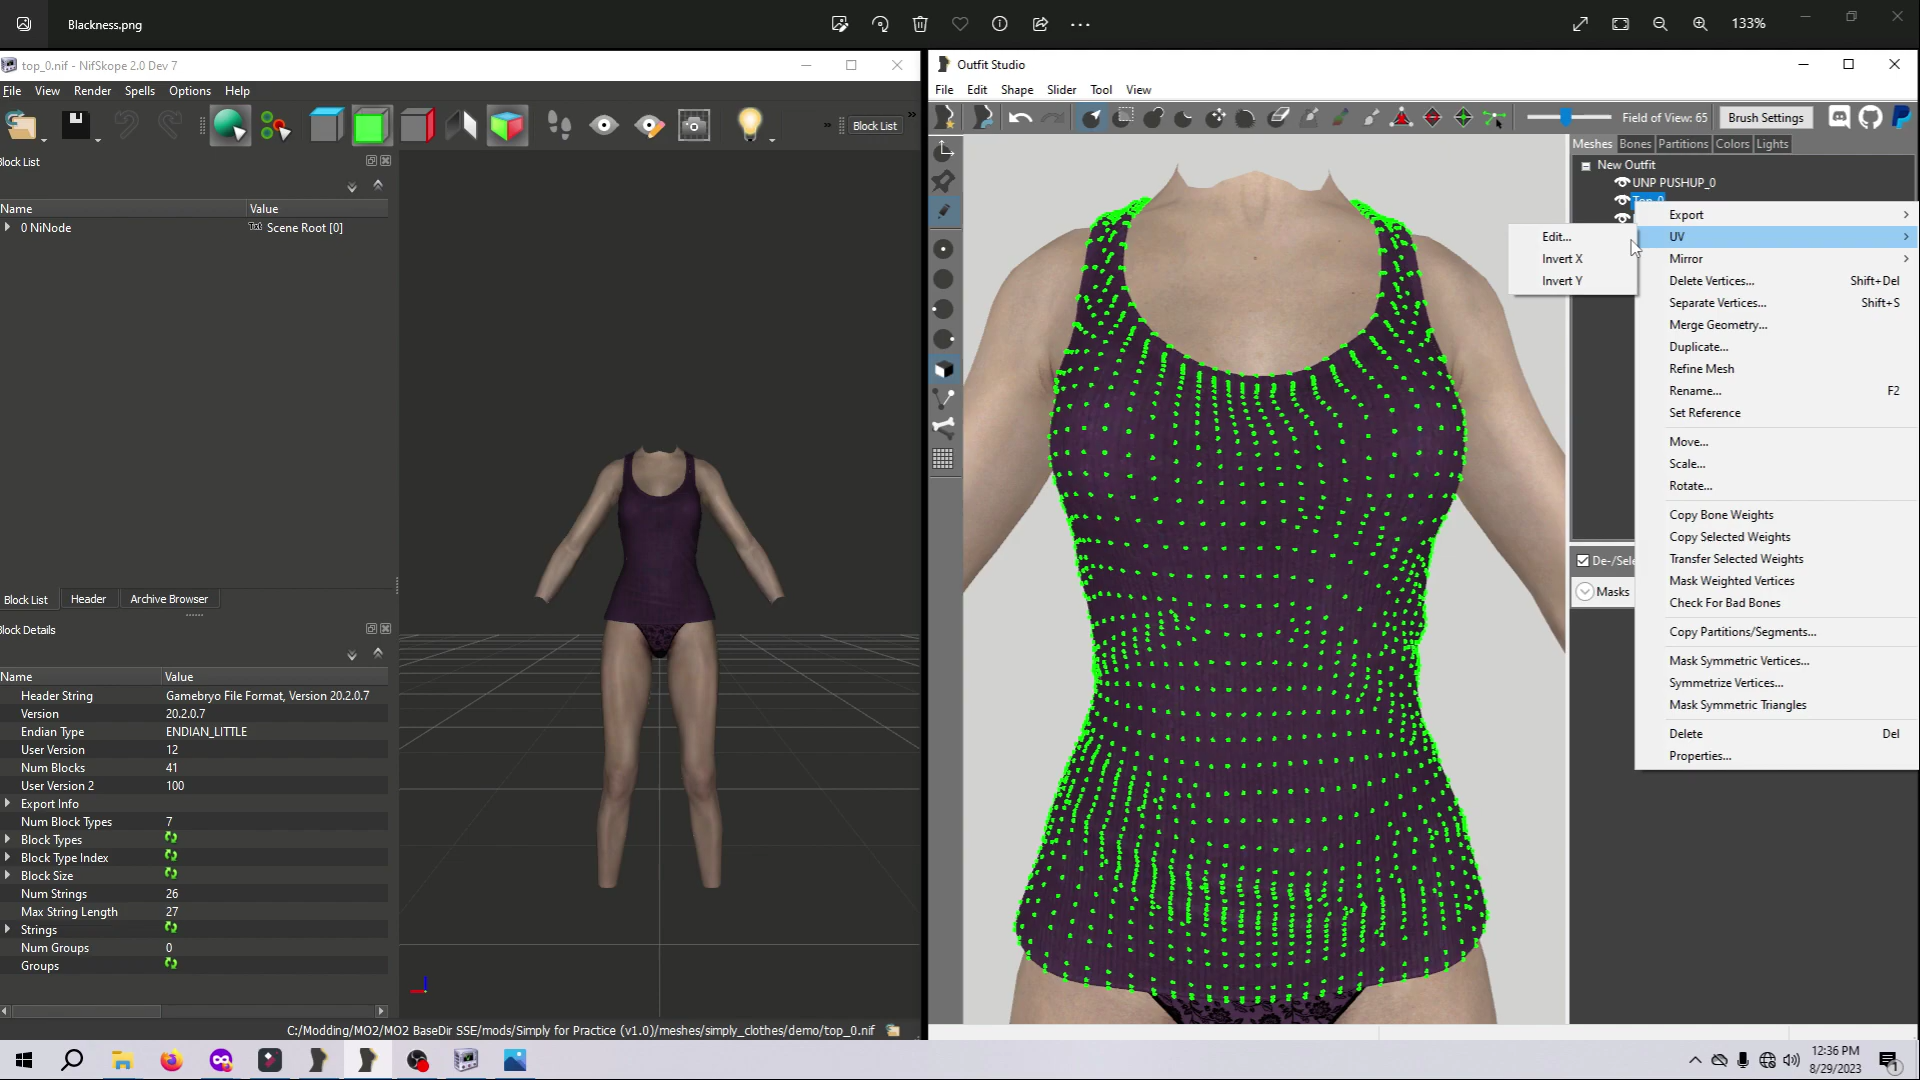 Blackness.png
133%
top_0.nif - NifSkope 2.0 Dev 7
File View Render Spells Options Help
Block List
lock List
Name Value
0 NiNode Txt Scene Root [0]
Block List Header Archive Browser
lock Details
Name Value
Header String Gamebryo File Format, Version 20.2.0.7
Version 20.2.0.7
Endian Type ENDIAN_LITTLE
User Version 12
Num Blocks 41
User Version 2 100
Export Info
Num Block Types 7
Block Types
Block Type Index
Block Size
Num Strings 26
Max String Length 27
Strings
Num Groups 0
Groups
C:/Modding/MO2/MO2 BaseDir SSE/mods/Simply for Practice (v1.0)/meshes/simply_clothes/demo/top_0.nif
Outfit Studio
File Edit Shape Slider Tool View
Field of View: 65 Brush Settings
Meshes Bones Partitions Colors Lights
New Outfit
UNP PUSHUP_0
Top_0
De-/Sele
Masks
Export
UV
Mirror
Delete Vertices... Shift+Del
Separate Vertices... Shift+S
Merge Geometry...
Duplicate...
Refine Mesh
Rename... F2
Set Reference
Move...
Scale...
Rotate...
Copy Bone Weights
Copy Selected Weights
Transfer Selected Weights
Mask Weighted Vertices
Check For Bad Bones
Copy Partitions/Segments...
Mask Symmetric Vertices...
Symmetrize Vertices...
Mask Symmetric Triangles
Delete Del
Properties...
Edit...
Invert X
Invert Y
12:36 PM
8/29/2023
1